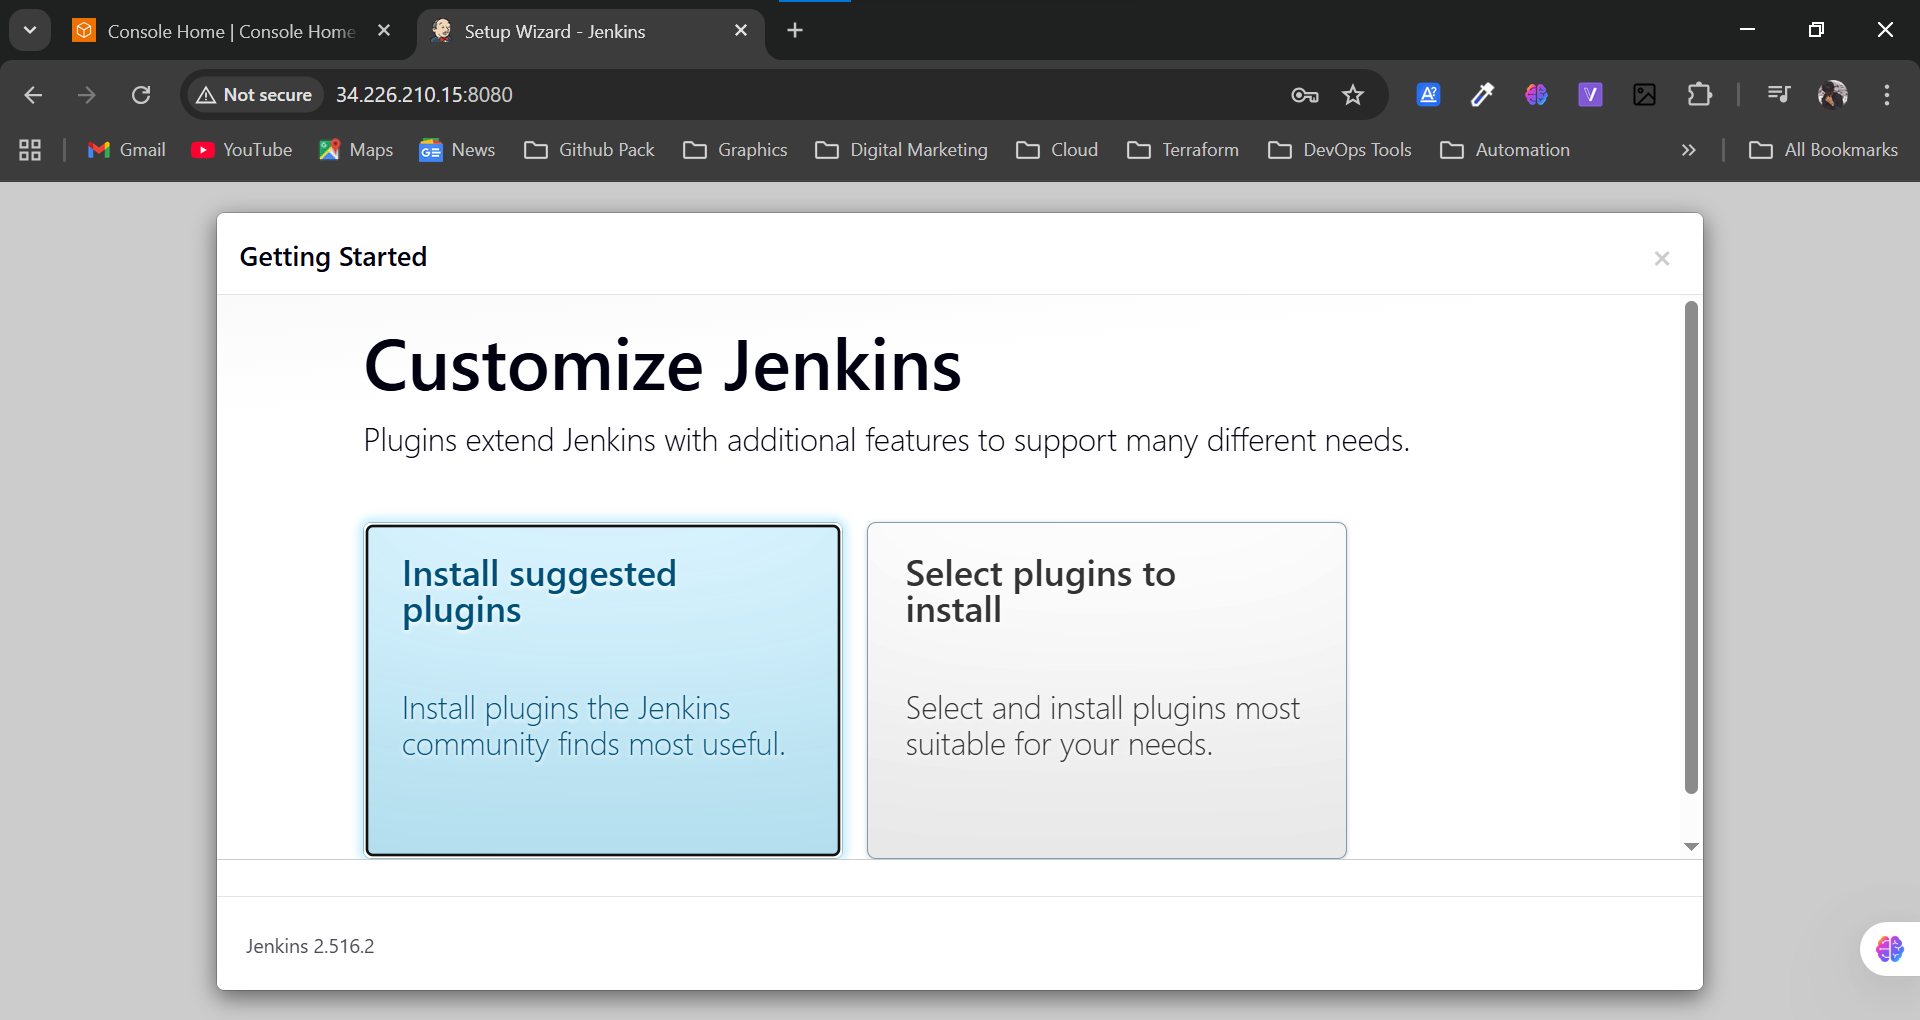 Console Home | Console Home
Setup Wizard - Jenkins
Not secure
34.226.210.15:8080
Gmail
YouTube
Maps
News
Github Pack
Graphics
Digital Marketing
Cloud
Terraform
DevOps Tools
Automation
All Bookmarks
Getting Started
Customize Jenkins
Plugins extend Jenkins with additional features to support many different needs.
Install suggested
plugins
Install plugins the Jenkins
community finds most useful.
Select plugins to
install
Select and install plugins most
suitable for your needs.
Jenkins 2.516.2